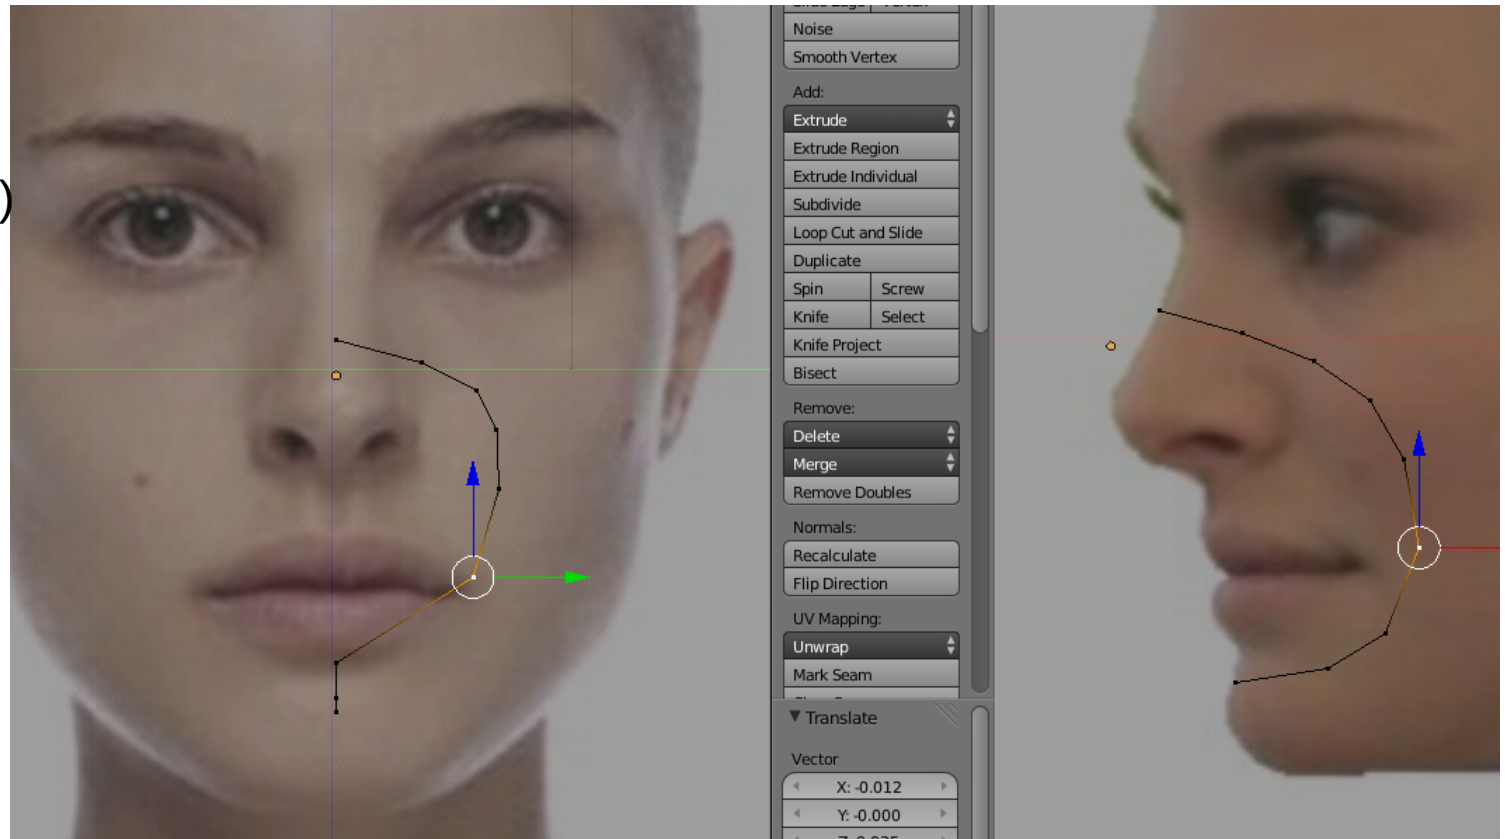 )
Noise
Smooth Vertex
Add:
Extrude
Extrude Region
Extrude Individual
Subdivide
Loop Cut and Slide
Duplicate
Spin Screw
Knife Select
Knife Project
Bisect
Remove:
Delete
Merge
Remove Doubles
Normals:
Recalculate
Flip Direction
UV Mapping:
Unwrap
Mark Seam
Translate
Vector
X: -0.012
Y: -0.000